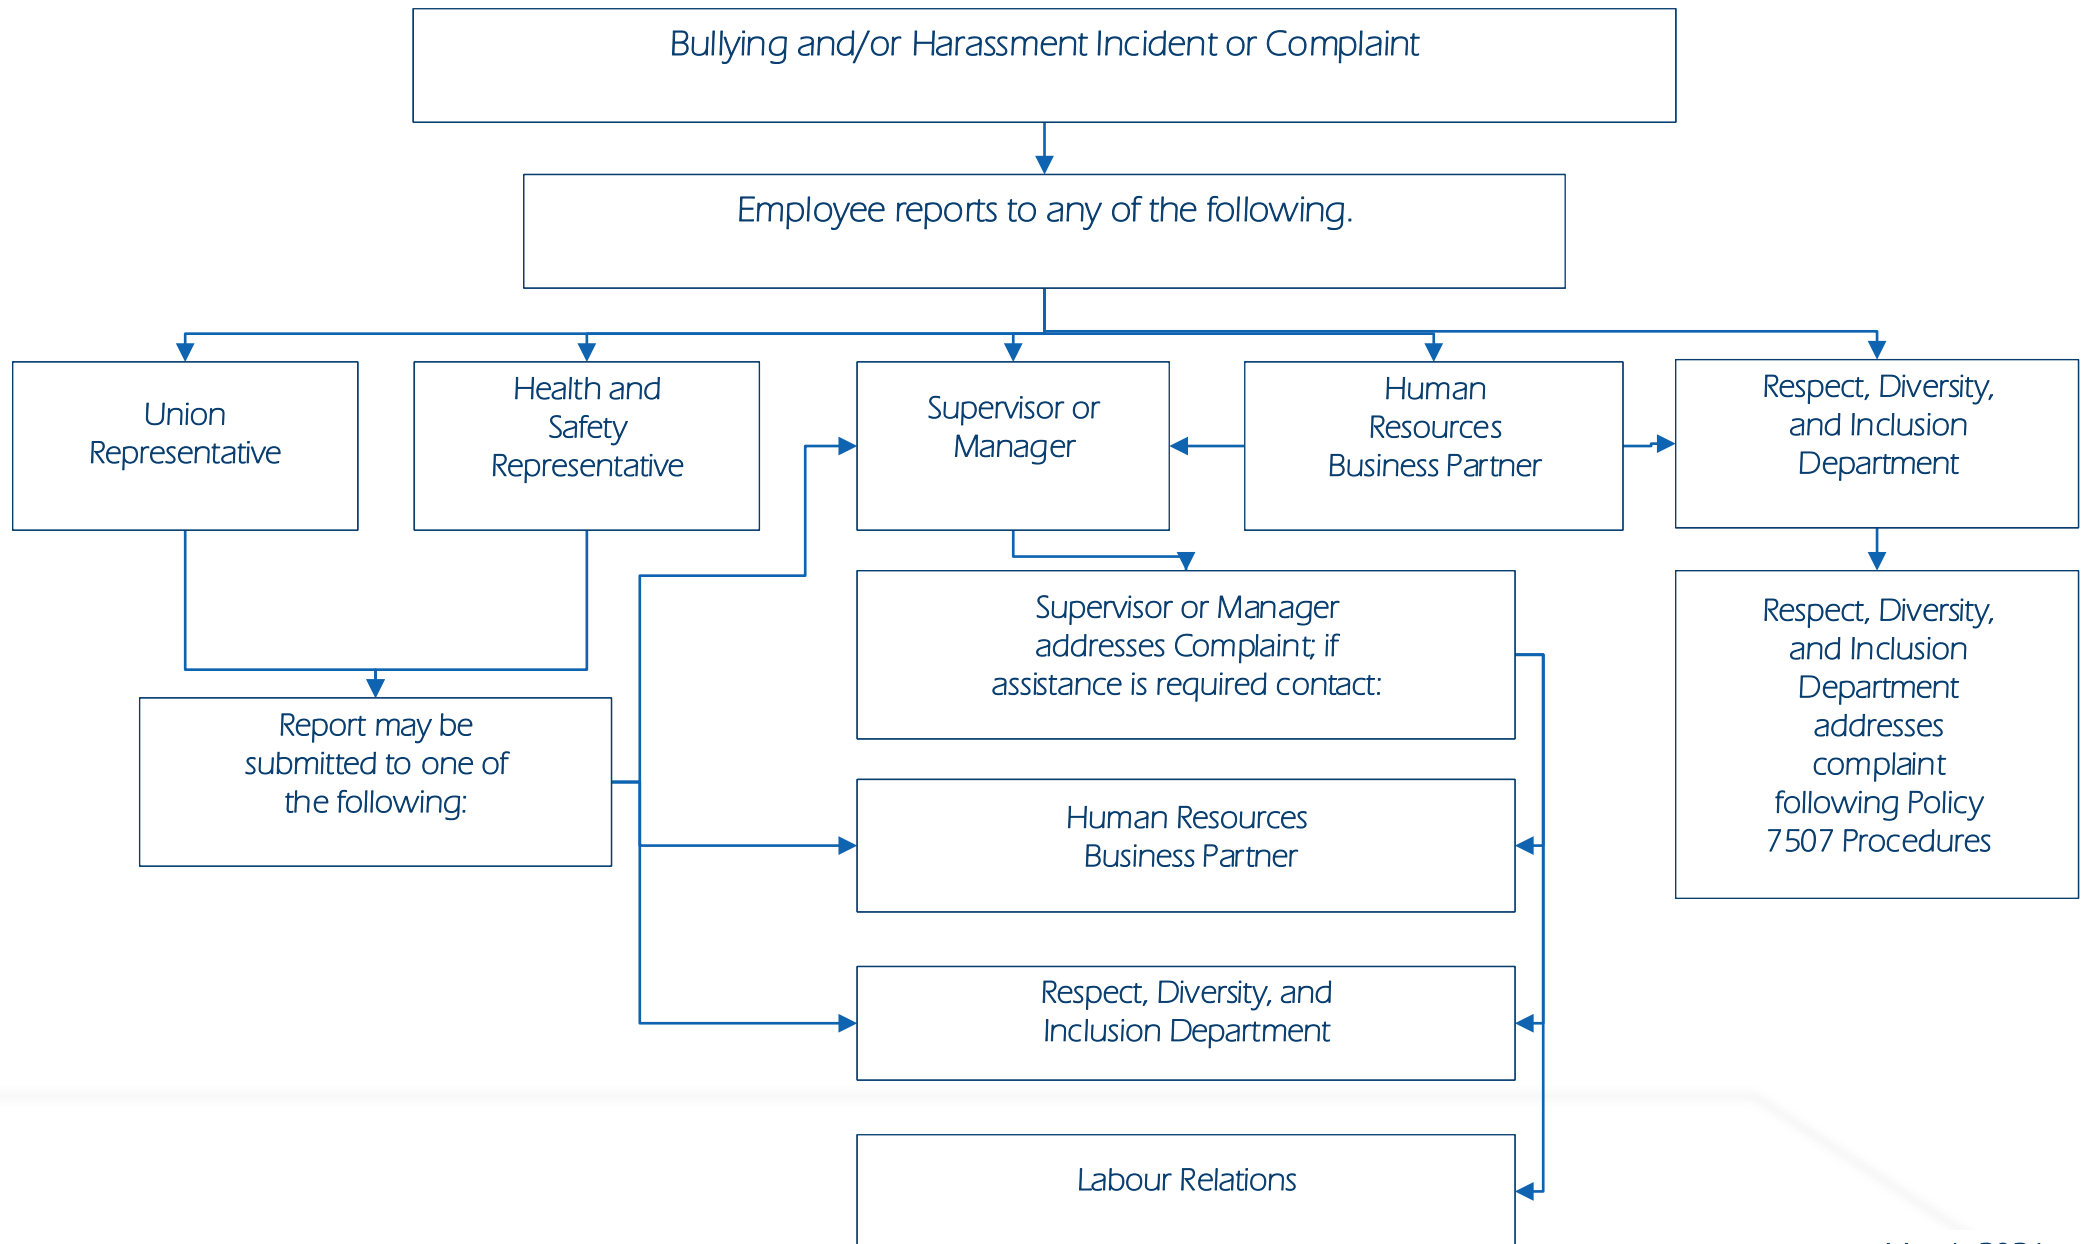 Bullying and/or Harassment Incident or Complaint
Employee reports to any of the following.
Union
Representative
Health and
Safety
Representative
Supervisor or
Manager
Human
Resources
Business Partner
Respect, Diversity,
and Inclusion
Department
Supervisor or Manager
addresses Complaint; if
assistance is required contact:
Respect, Diversity,
and Inclusion
Department
addresses
complaint
following Policy
7507 Procedures
Report may be
submitted to one of
the following:
Human Resources
Business Partner
Respect, Diversity, and
Inclusion Department
Labour Relations